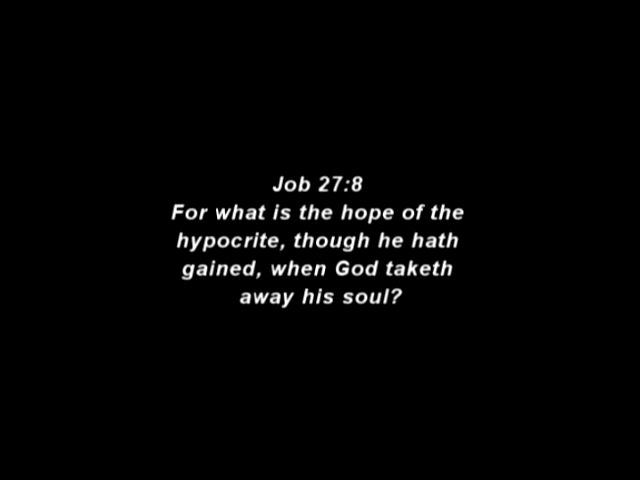 Job 27:8
For what is the hope of the
hypocrite, though he hath
gained, when God taketh
away his soul?